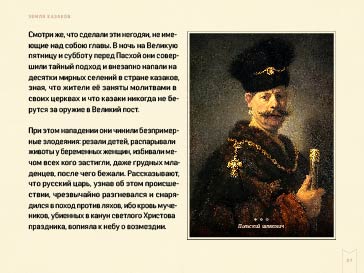 ЗЕМЛЯ КАЗАКОВ
Смотри же, что сделали эти негодяи, не име-
ющие над собою главы. В ночь на Великую
пятницу и субботу перед Пасхой они совер-
шили тайный подход и внезапно напали на
десятки мирных селений в стране казаков,
зная, что жители её заняты молитвами в
своих церквах и что казаки никогда не бе-
рутся за оружие в Великий пост.
При этом нападении они чинили безпример-
ные злодеяния: резали детей, распарывали
животы у беременных женщин, избивали ме-
чом всех кого застигли, даже грудных мла-
денцев, после чего бежали. Рассказывают,
что русский царь, узнав об этом происше-
ствии, чрезвычайно разгневался и снаря-
дился в поход против ляхов, ибо кровь муче-
ников, убиенных в канун светлого Христова
праздника, вопияла к небу о возмездии.
Польский шляхтич